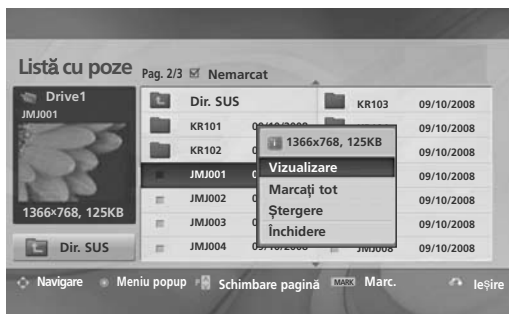 Listă cu poze Pag. 2/3 Nemarcat
Drive1
JMJ001
1366×768, 125KB
Dir. SUS
Dir. SUS
KR101
KR102
JMJ001
JMJ002
JMJ003
JMJ004
1366x768, 125KB
Vizualizare
Marcați tot
Ștergere
Închidere
KR103 09/10/2008
09/10/2008
09/10/2008
09/10/2008
09/10/2008
09/10/2008
JMJ008 09/10/2008
Navigare Meniu popup P Schimbare pagină MARK Marc. Ieșire